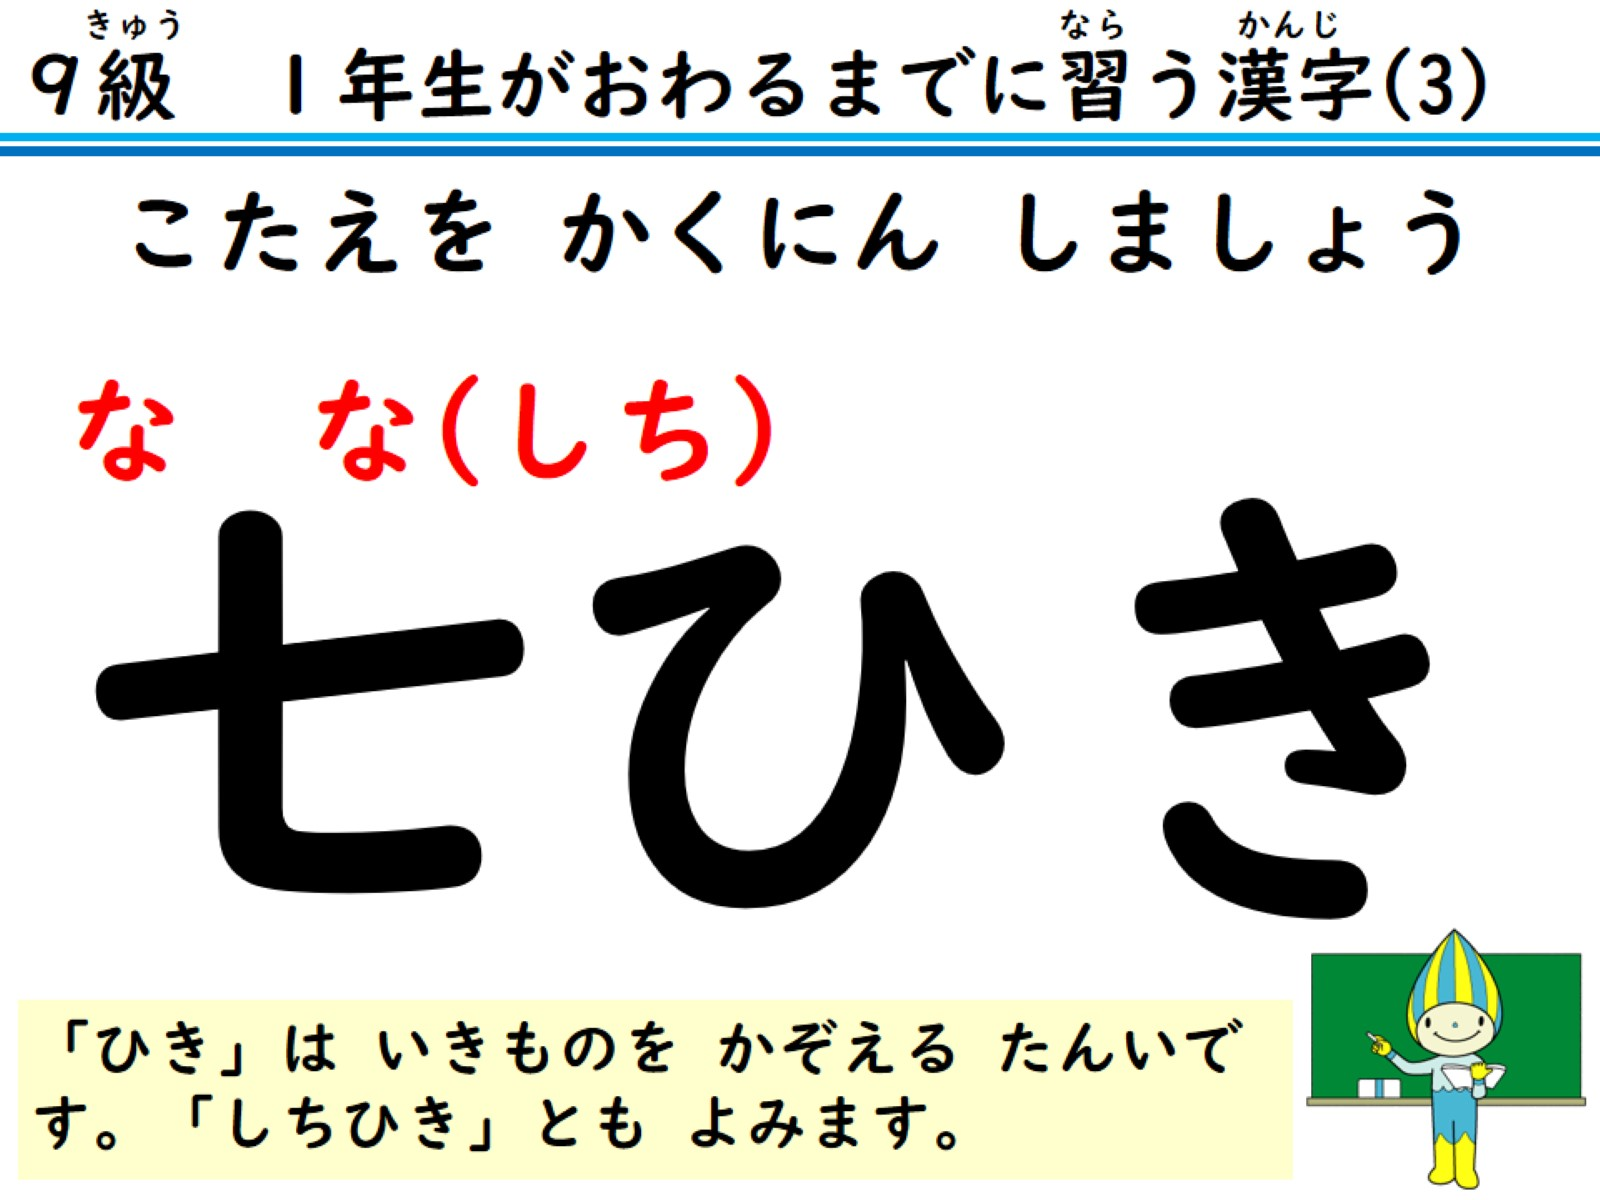 きゅう なら かんじ
９級　１年生がおわるまでに習う漢字(3)
こたえを かくにん しましょう
な　な(しち)
七ひき
「ひき」は いきものを かぞえる たんいで
す。「しちひき」とも よみます。